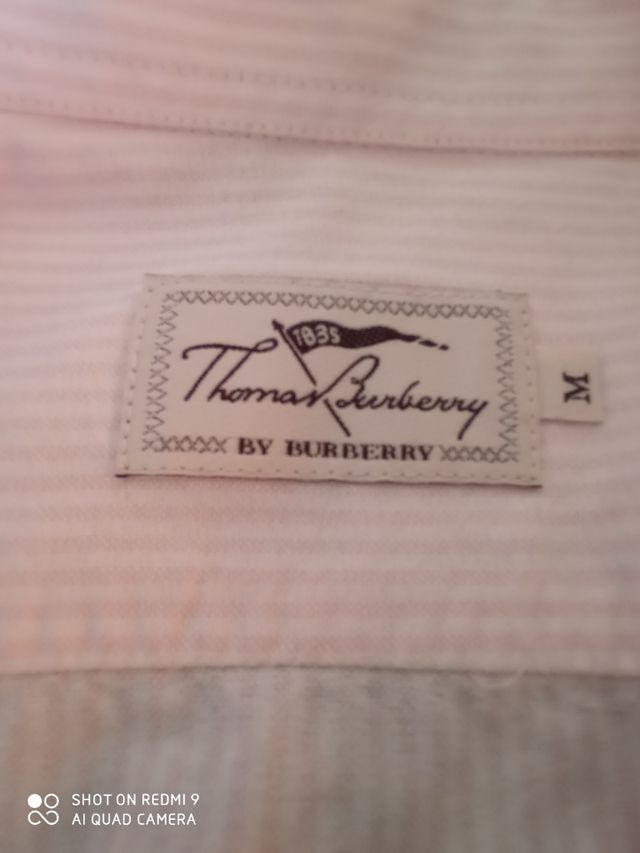 1835
Thomas Burberry
BY BURBERRY
M
SHOT ON REDMI 9
AI QUAD CAMERA